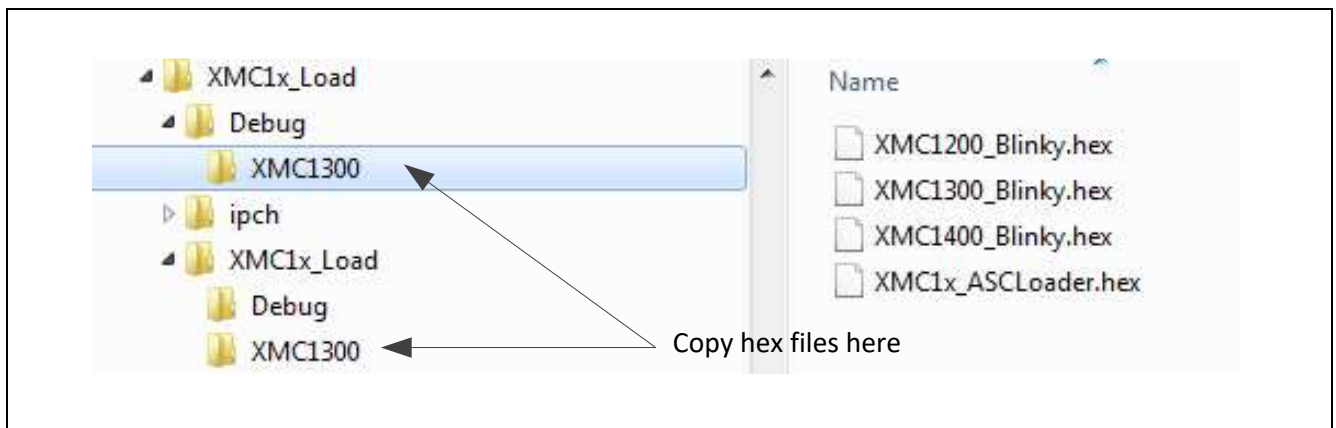 XMC1x_Load
Debug
XMC1300
ipch
XMC1x_Load
Debug
XMC1300
Name
XMC1200_Blinky.hex
XMC1300_Blinky.hex
XMC1400_Blinky.hex
XMC1x_ASCLoader.hex
Copy hex files here